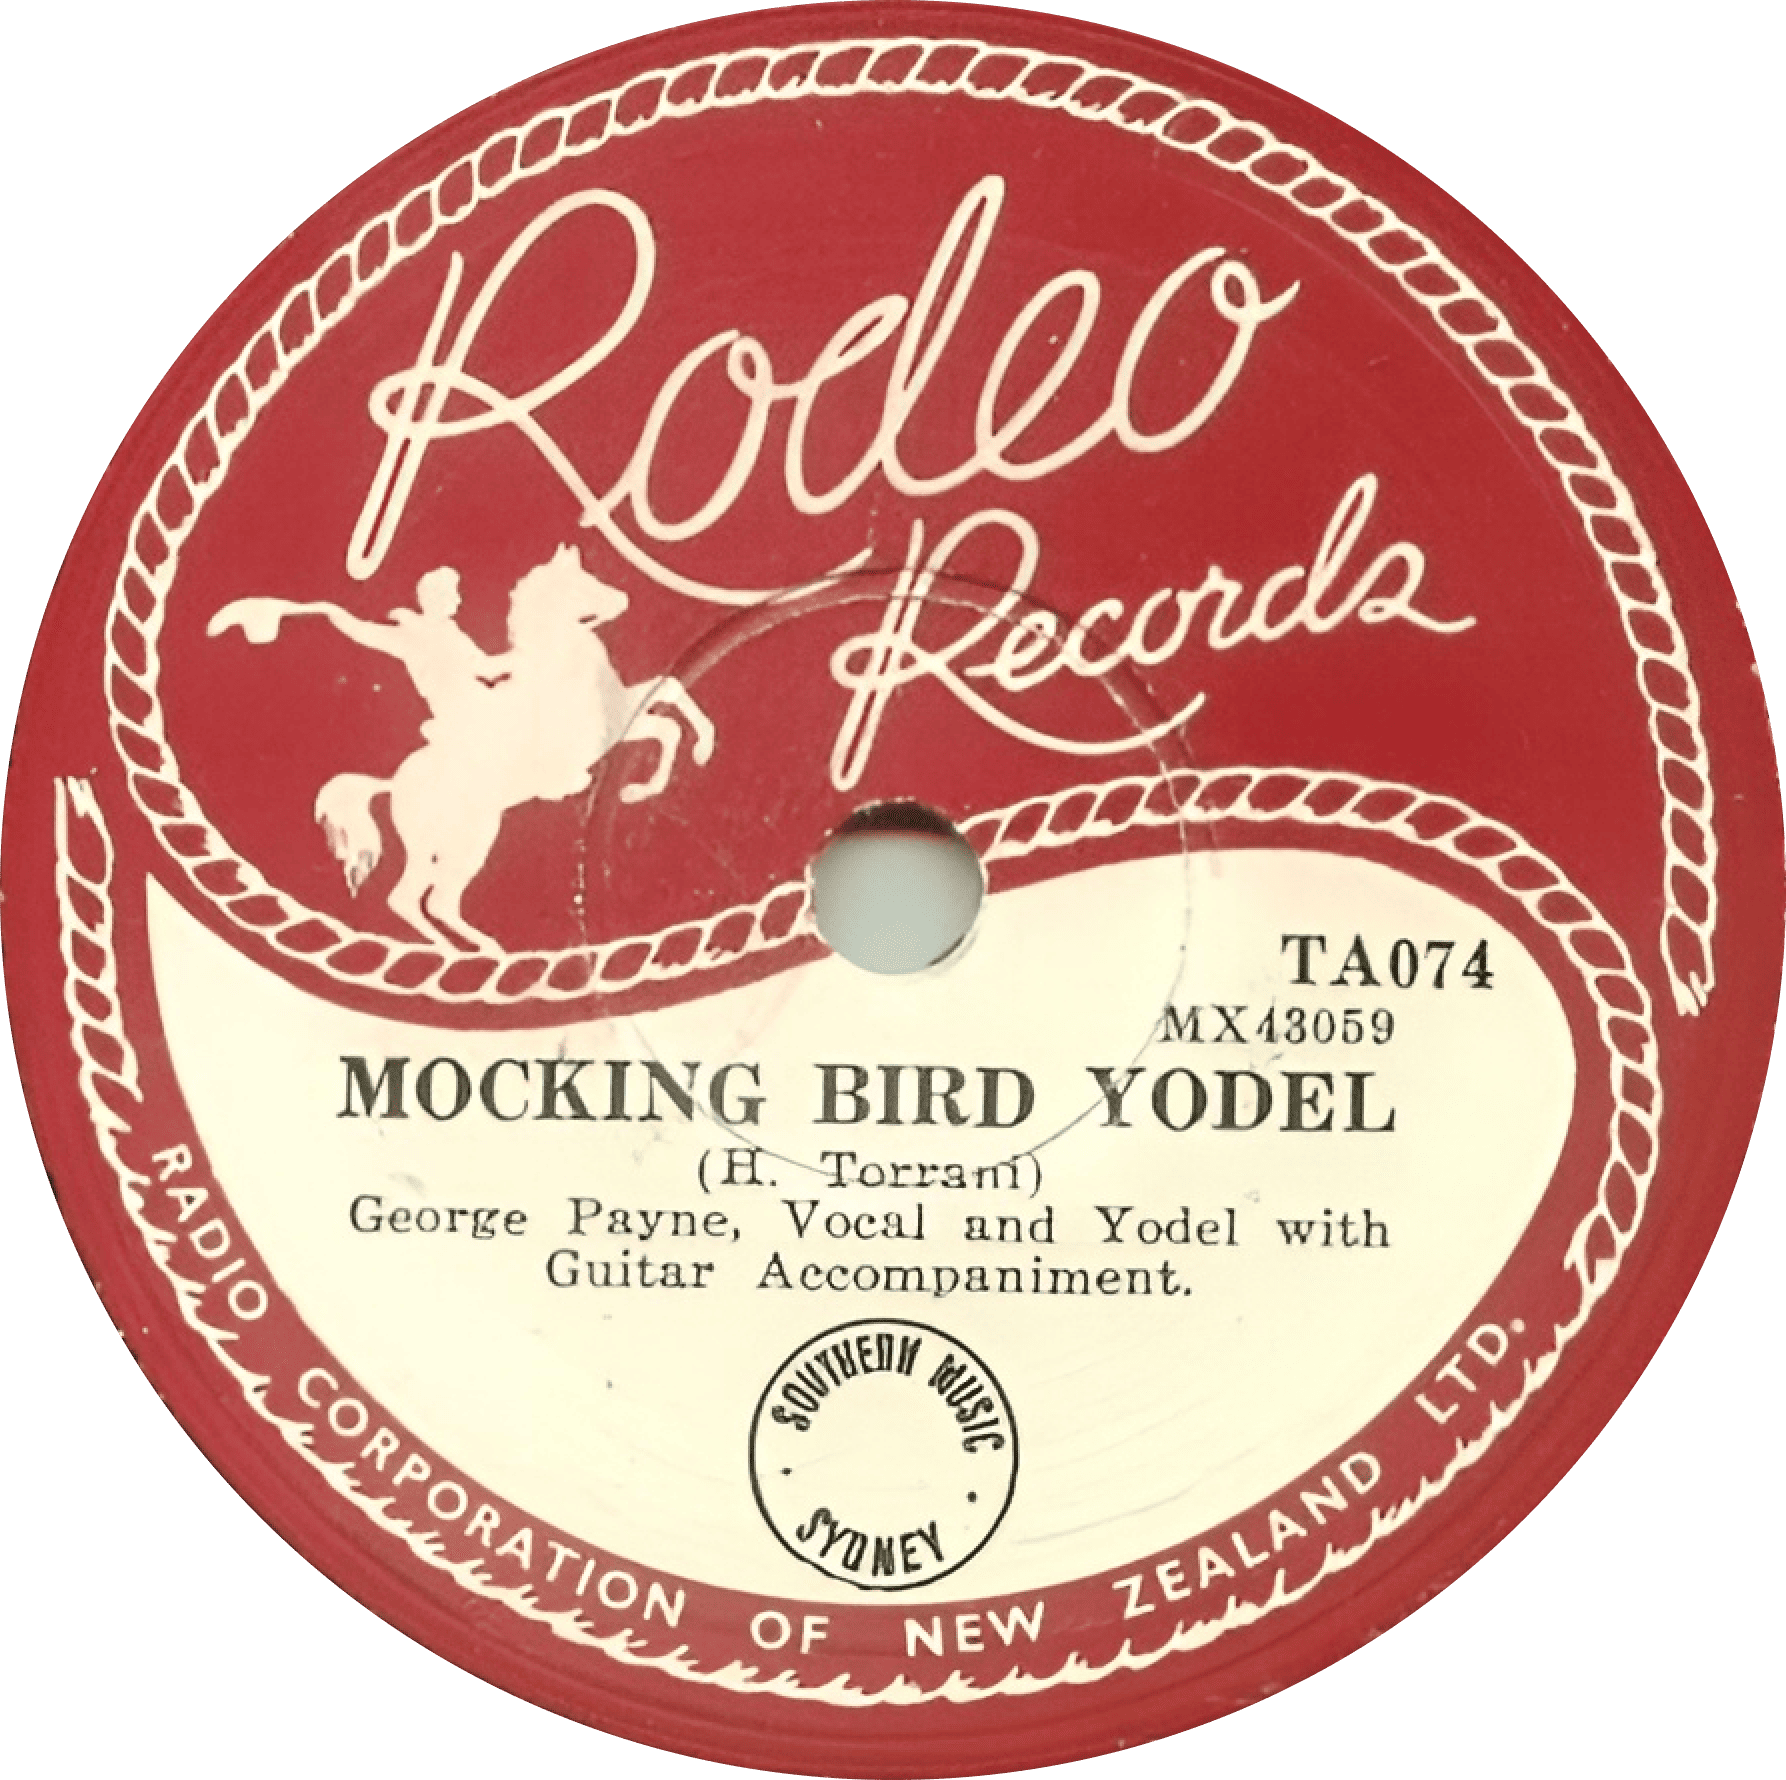 Rodeo
Records
TA074
MX43059
MOCKING BIRD YODEL
(H. Torrani)
George Payne, Vocal and Yodel with
Guitar Accompaniment.
SOUTHERN MUSIC
SYDNEY
RADIO CORPORATION OF NEW ZEALAND LTD.